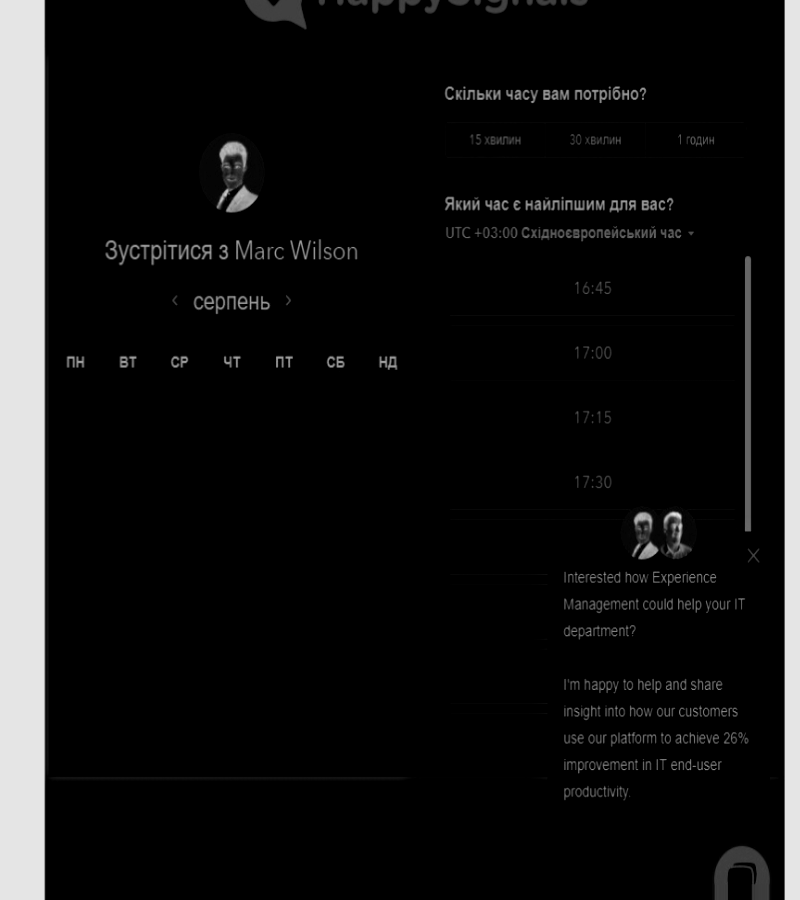 HappySignals
Скільки часу вам потрібно?
15 хвилин 30 хвилин 1 годин
Зустрітися з Marc Wilson
серпень
ПН ВТ СР ЧТ ПТ СБ НД
Який час є найліпшим для вас?
UTC +03:00 Східноєвропейський час
16:45
17:00
17:15
17:30
Interested how Experience
Management could help your IT
department?
I'm happy to help and share
insight into how our customers
use our platform to achieve 26%
improvement in IT end-user
productivity.